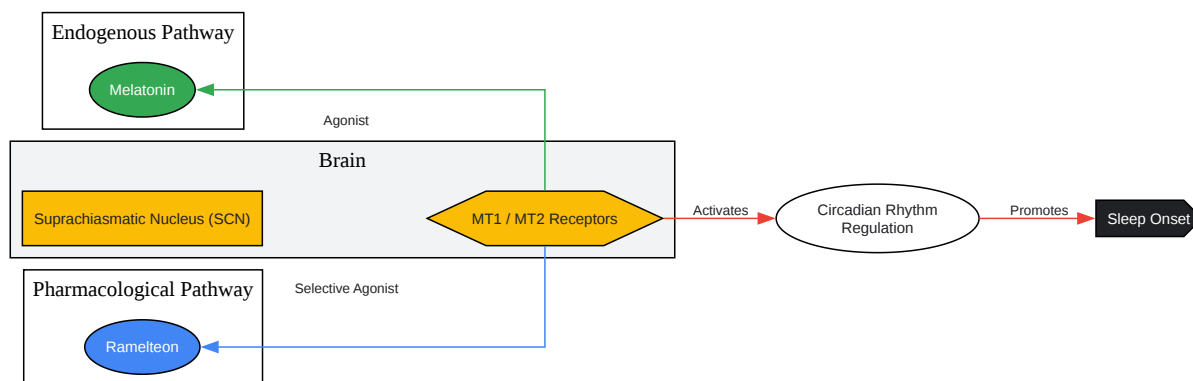 Endogenous Pathway
Melatonin
Agonist
Brain
Suprachiasmatic Nucleus (SCN)
MT1 / MT2 Receptors
Activates
Circadian Rhythm
Regulation
Promotes
Sleep Onset
Pharmacological Pathway
Selective Agonist
Ramelteon